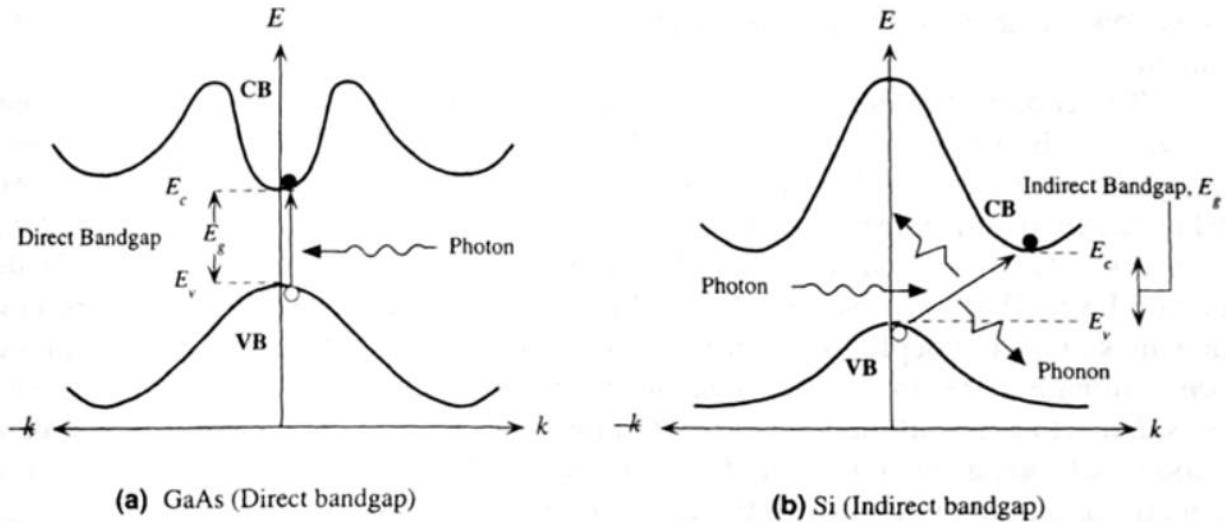 E
CB
E_c
Direct Bandgap
E_g
Photon
E_v
VB
–k
k
(a) GaAs (Direct bandgap)
E
Indirect Bandgap, E_g
CB
E_c
Photon
E_v
VB
Phonon
–k
k
(b) Si (Indirect bandgap)